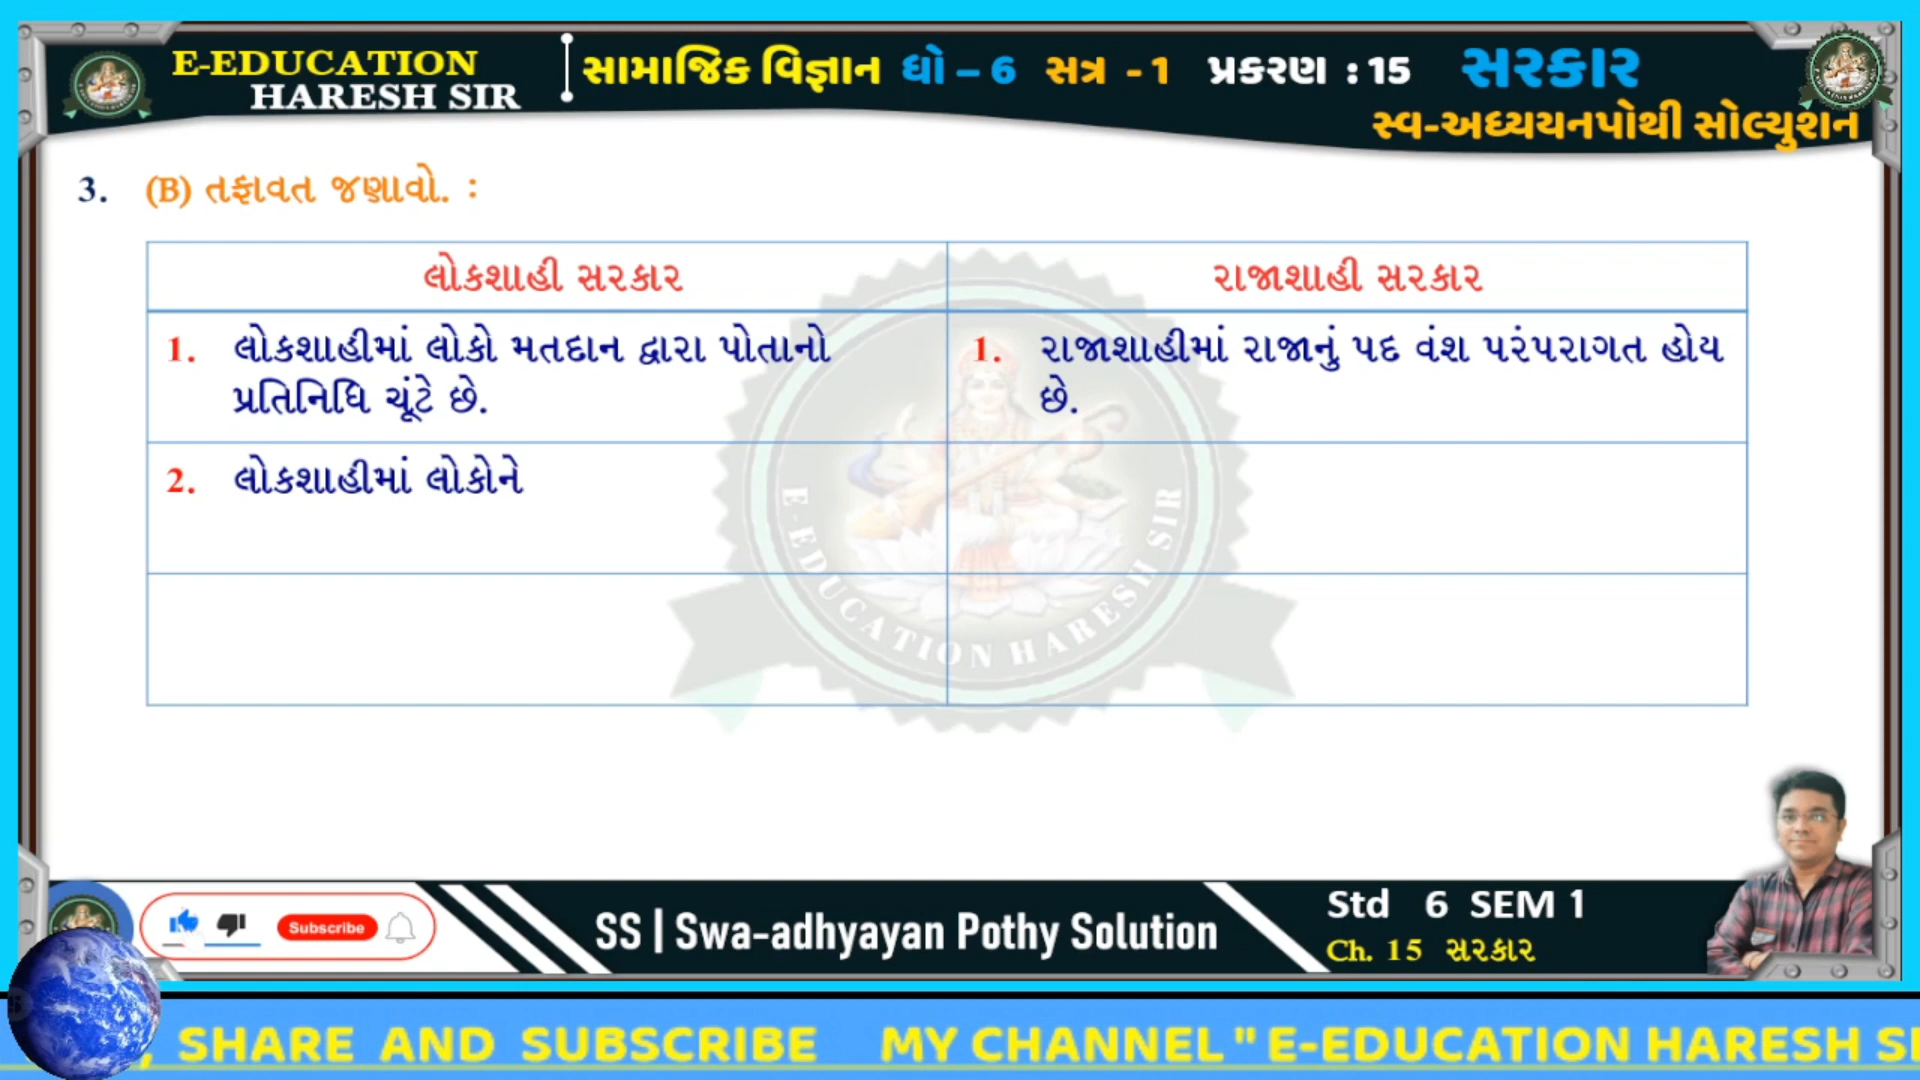 E-EDUCATION
HARESH SIR
સામાજિક વિજ્ઞાન ધો – 6 સત્ર - 1 પ્રકરણ : 15 સરકાર
સ્વ-અધ્યયનપોથી સોલ્યુશન
3. (B) તફાવત જણાવો. :
લોકશાહી સરકાર
રાજાશાહી સરકાર
1. લોકશાહીમાં લોકો મતદાન દ્વારા પોતાનો
પ્રતિનિધિ ચૂંટે છે.
1. રાજાશાહીમાં રાજાનું પદ વંશ પરંપરાગત હોય
છે.
2. લોકશાહીમાં લોકોને
E-EDUCATION HARESH SIR
Subscribe
SS | Swa-adhyayan Pothy Solution
Std 6 SEM 1
Ch. 15 સરકાર
, SHARE AND SUBSCRIBE MY CHANNEL " E-EDUCATION HARESH SI